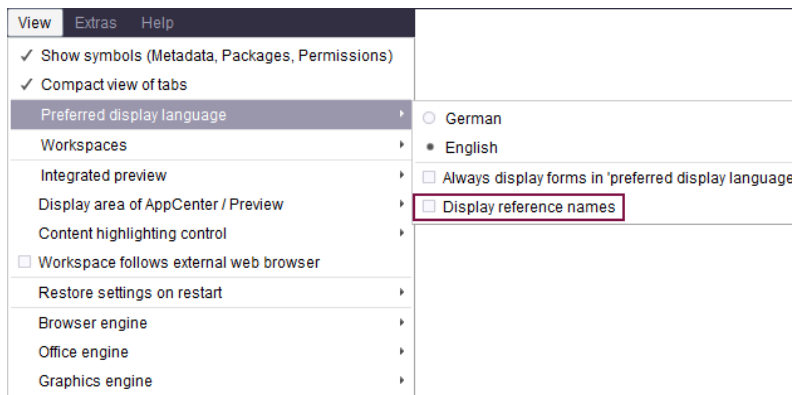 View Extras Help
Show symbols (Metadata, Packages, Permissions)
Compact view of tabs
Preferred display language
German
Workspaces
English
Integrated preview
Always display forms in 'preferred display language
Display area of AppCenter / Preview
Display reference names
Content highlighting control
Workspace follows external web browser
Restore settings on restart
Browser engine
Office engine
Graphics engine